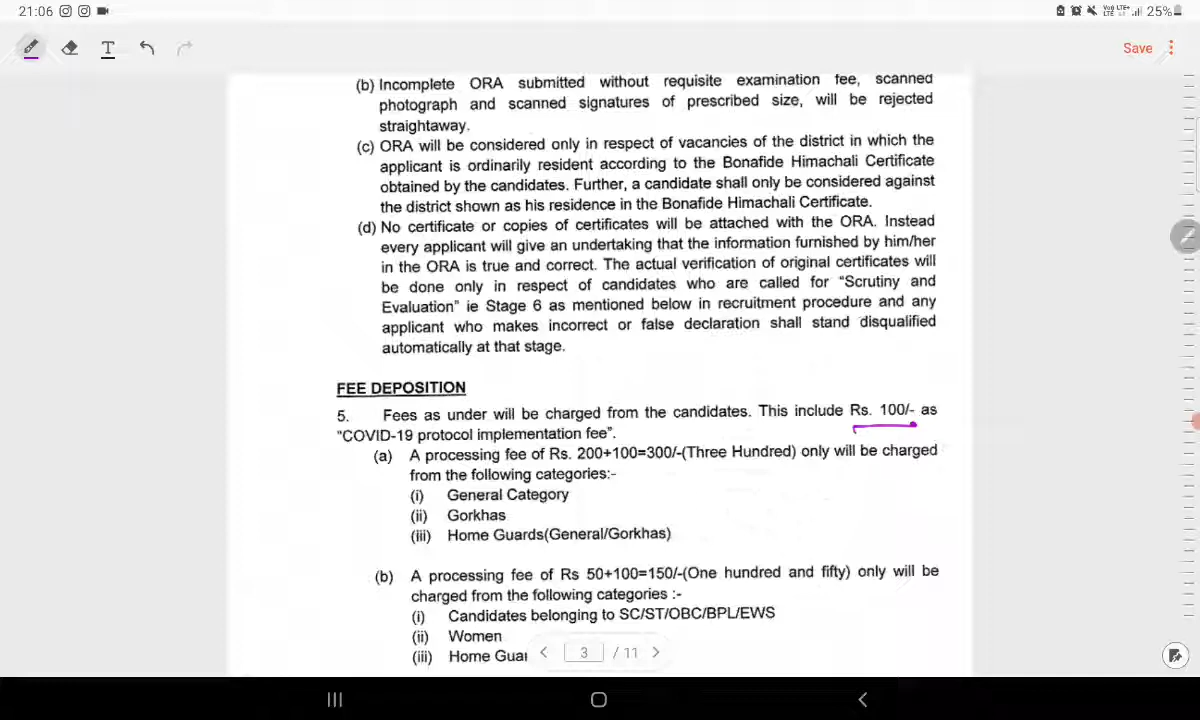 21:06
Vo) LTE+
LTE
25%
T
Save
(b) Incomplete ORA submitted without requisite examination fee, scanned
photograph and scanned signatures of prescribed size, will be rejected
straightaway.
(c) ORA will be considered only in respect of vacancies of the district in which the
applicant is ordinarily resident according to the Bonafide Himachali Certificate
obtained by the candidates. Further, a candidate shall only be considered against
the district shown as his residence in the Bonafide Himachali Certificate.
(d) No certificate or copies of certificates will be attached with the ORA. Instead
every applicant will give an undertaking that the information furnished by him/her
in the ORA is true and correct. The actual verification of original certificates will
be done only in respect of candidates who are called for "Scrutiny and
Evaluation" ie Stage 6 as mentioned below in recruitment procedure and any
applicant who makes incorrect or false declaration shall stand disqualified
automatically at that stage.
FEE DEPOSITION
5. Fees as under will be charged from the candidates. This include Rs. 100/- as
"COVID-19 protocol implementation fee".
(a) A processing fee of Rs. 200+100=300/-(Three Hundred) only will be charged
from the following categories:-
(i) General Category
(ii) Gorkhas
(iii) Home Guards(General/Gorkhas)
(b) A processing fee of Rs 50+100=150/-(One hundred and fifty) only will be
charged from the following categories :-
(i) Candidates belonging to SC/ST/OBC/BPL/EWS
(ii) Women
(iii) Home Guar
3 / 11